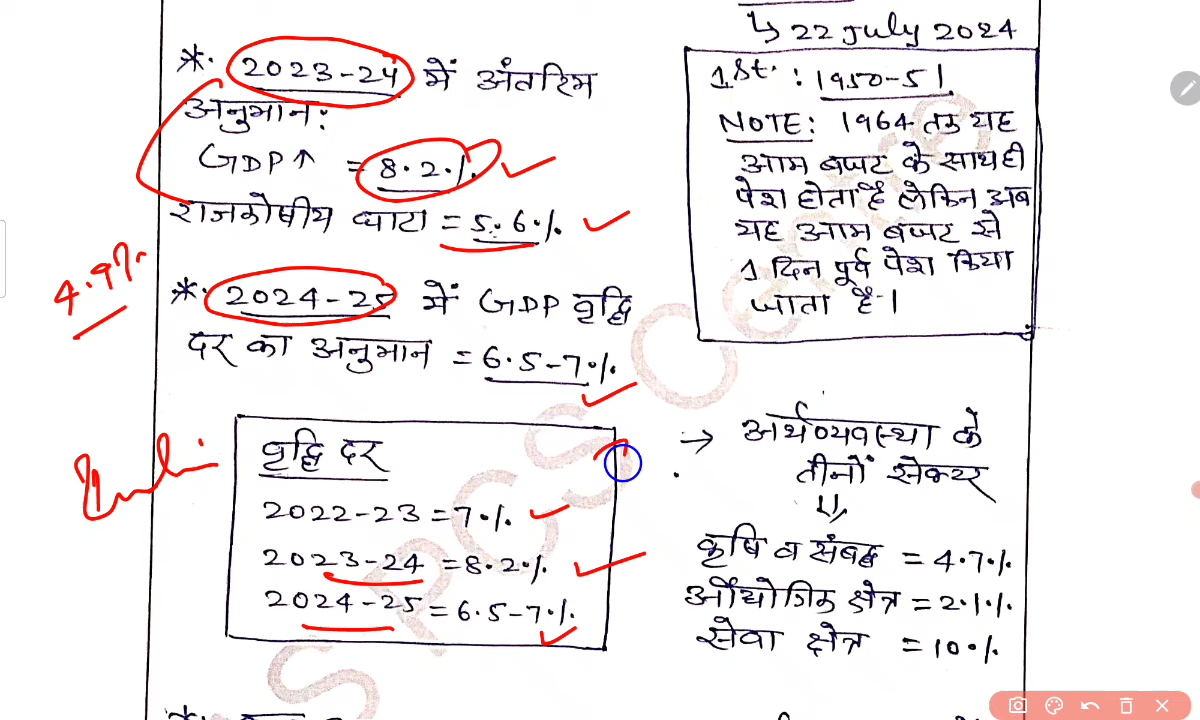 *. 2023-24 में अंतरिम
अनुमान:
GDP↑ = 8.2.%
राजकोषीय घाटा = 5.6.%
4.9%
*. 2024-25 में GDP वृद्धि
दर का अनुमान = 6.5-7.%
वृद्धि दर
2022-23 = 7.%
2023-24 = 8.2.%
2024-25 = 6.5-7.%
↳ 22 July 2024
1st. : 1950-51
NOTE: 1964 तक यह
आम बजट के साथ ही
पेश होता है लेकिन अब
यह आम बजट से
1 दिन पूर्व पेश किया
जाता है।
→ अर्थव्यवस्था के
तीनों सेक्टर
कृषि व संबद्ध = 4.7.%
औद्योगिक क्षेत्र = 2.1.%
सेवा क्षेत्र = 10.%